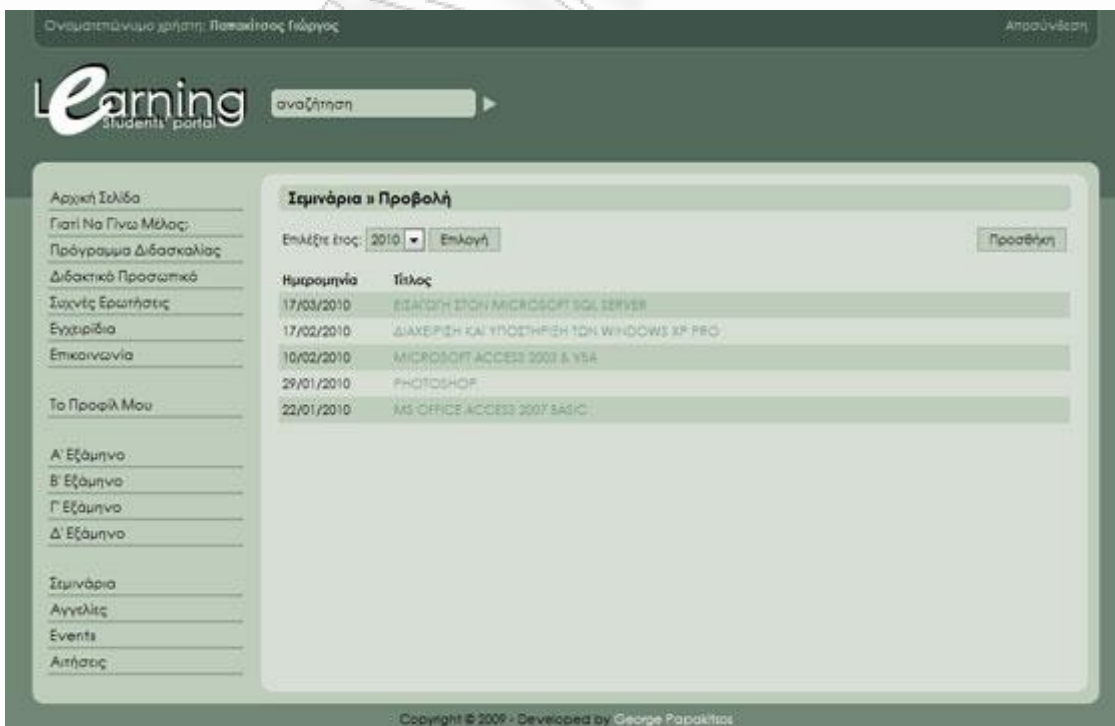 Ονοματεπώνυμο χρήστη: Παπακίτσος Γιώργος
Αποσύνδεση
Learning
Students' portal
αναζήτηση
Αρχική Σελίδα
Γιατί Να Γίνω Μέλος;
Πρόγραμμα Διδασκαλίας
Διδακτικό Προσωπικό
Συχνές Ερωτήσεις
Εγχειρίδια
Επικοινωνία
Το Προφίλ Μου
Α' Εξάμηνο
Β' Εξάμηνο
Γ' Εξάμηνο
Δ' Εξάμηνο
Σεμινάρια
Αγγελίες
Events
Αιτήσεις
Σεμινάρια » Προβολή
Επιλέξτε έτος: 2010 Επιλογή
Προσθήκη
Ημερομηνία Τίτλος
17/03/2010 ΕΙΣΑΓΩΓΗ ΣΤΟΝ MICROSOFT SQL SERVER
17/02/2010 ΔΙΑΧΕΙΡΙΣΗ ΚΑΙ ΥΠΟΣΤΗΡΙΞΗ ΤΩΝ WINDOWS XP PRO
10/02/2010 MICROSOFT ACCESS 2003 & VBA
29/01/2010 PHOTOSHOP
22/01/2010 MS OFFICE ACCESS 2007 BASIC
Copyright © 2009 - Developed by George Papakitsos